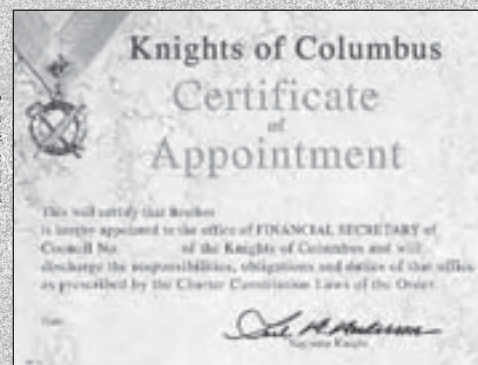 Knights of Columbus
Certificate
of
Appointment
This will certify that Brother
is hereby appointed to the office of FINANCIAL SECRETARY of
Council No. of the Knights of Columbus and will
discharge the responsibilities, obligations and duties of that office
as prescribed by the Charter Constitution Laws of the Order.
Supreme Knight